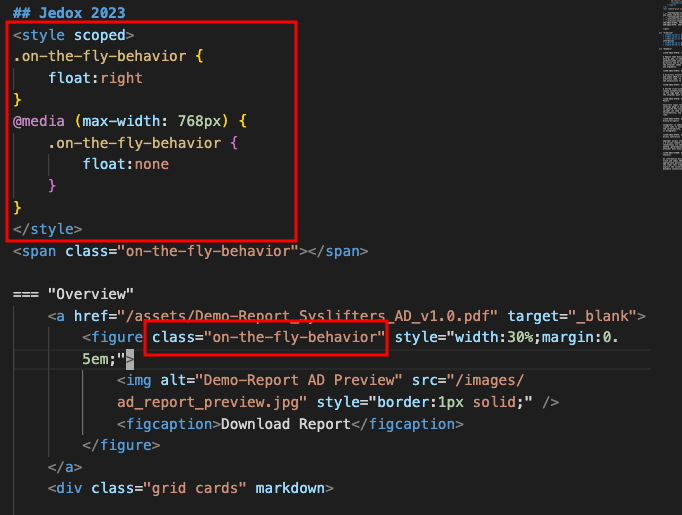 ## Jedox 2023
<style scoped>
.on-the-fly-behavior {
    float:right
}
@media (max-width: 768px) {
    .on-the-fly-behavior {
        float:none
    }
}
</style>
<span class="on-the-fly-behavior"></span>
=== "Overview"
    <a href="/assets/Demo-Report_Syslifters_AD_v1.0.pdf" target="_blank">
        <figure class="on-the-fly-behavior" style="width:30%;margin:0.
        5em;">
            <img alt="Demo-Report AD Preview" src="/images/
            ad_report_preview.jpg" style="border:1px solid;" />
            <figcaption>Download Report</figcaption>
        </figure>
    </a>
    <div class="grid cards" markdown>